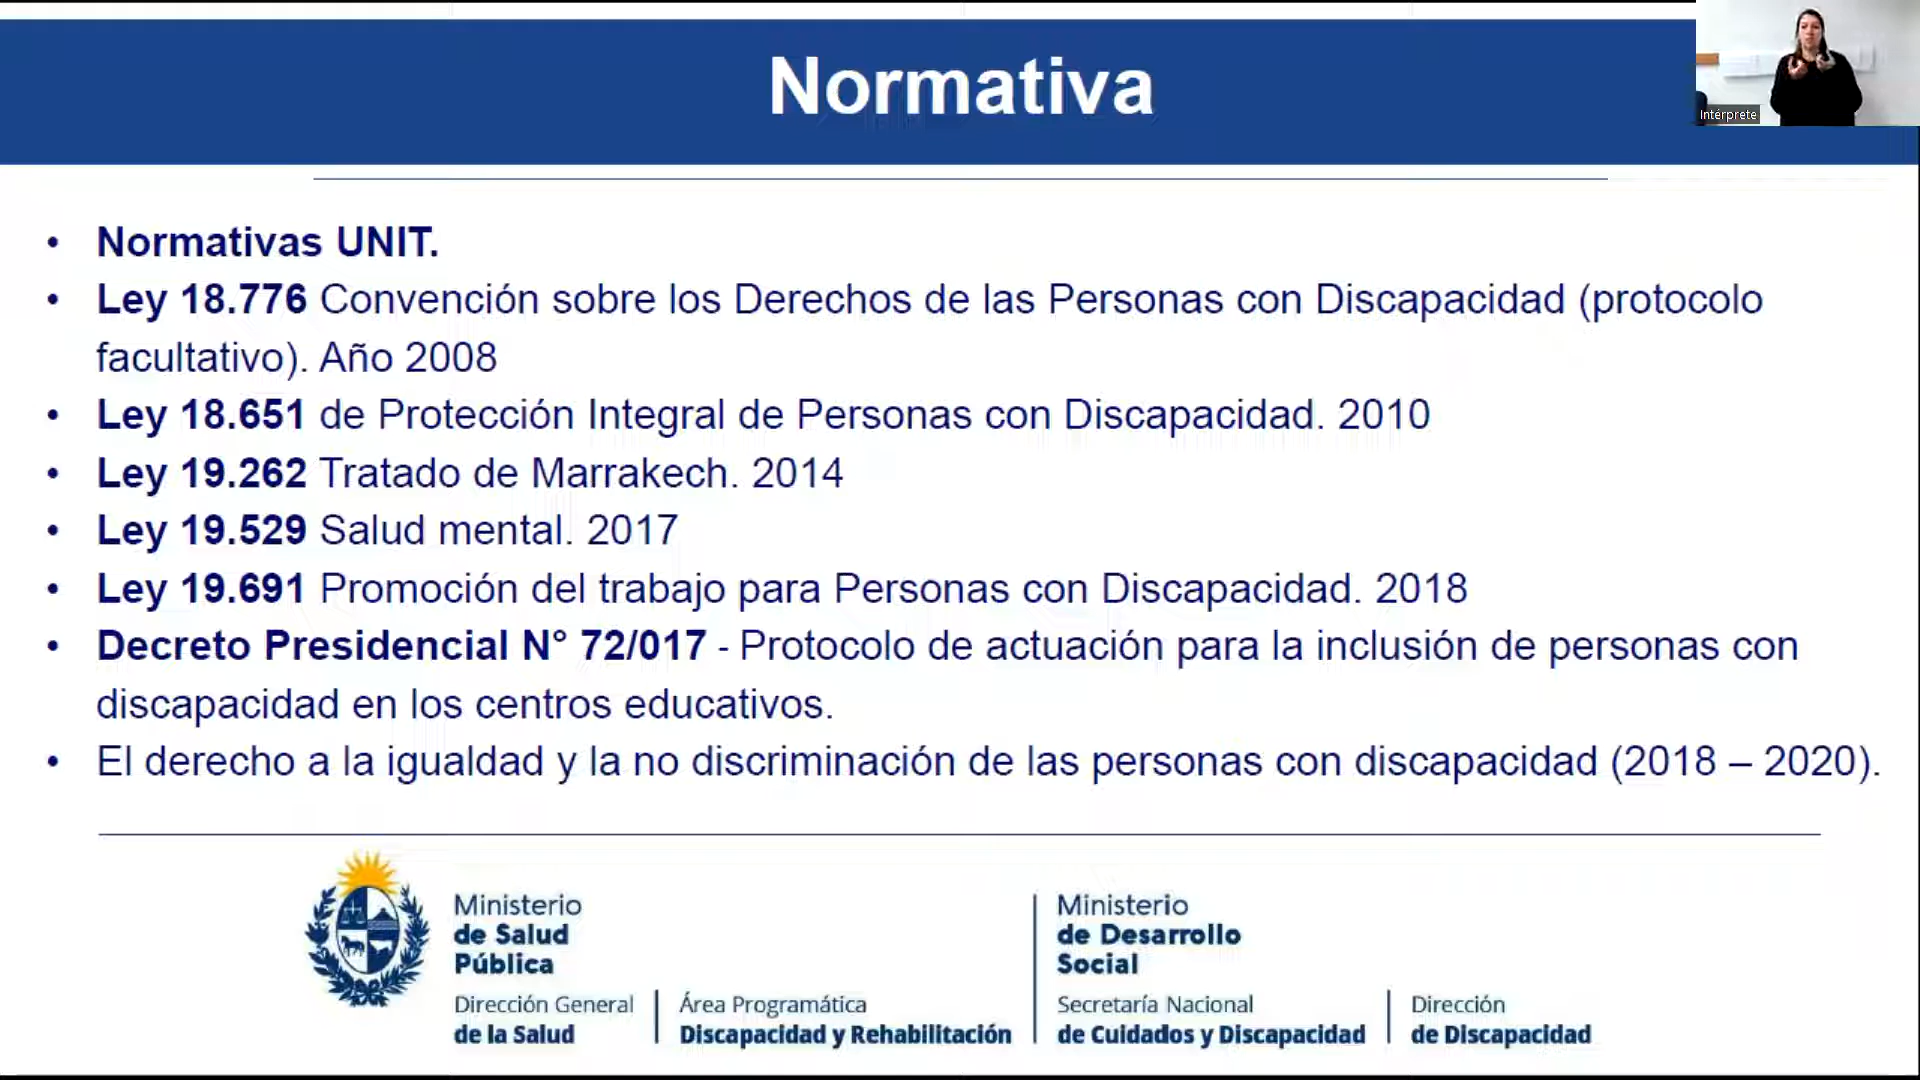 Normativa
Intérprete
• Normativas UNIT.
• Ley 18.776 Convención sobre los Derechos de las Personas con Discapacidad (protocolo
facultativo). Año 2008
• Ley 18.651 de Protección Integral de Personas con Discapacidad. 2010
• Ley 19.262 Tratado de Marrakech. 2014
• Ley 19.529 Salud mental. 2017
• Ley 19.691 Promoción del trabajo para Personas con Discapacidad. 2018
• Decreto Presidencial N° 72/017 - Protocolo de actuación para la inclusión de personas con
discapacidad en los centros educativos.
• El derecho a la igualdad y la no discriminación de las personas con discapacidad (2018 – 2020).
Ministerio
de Salud
Pública
Dirección General
de la Salud
Área Programática
Discapacidad y Rehabilitación
Ministerio
de Desarrollo
Social
Secretaría Nacional
de Cuidados y Discapacidad
Dirección
de Discapacidad